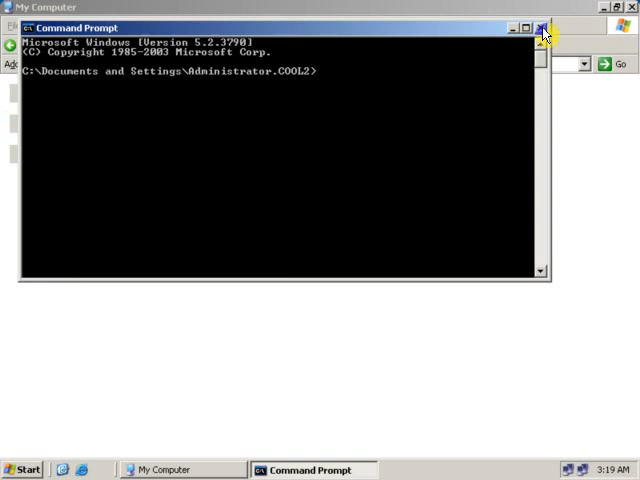 My Computer
Command Prompt
Microsoft Windows [Version 5.2.3790]
(C) Copyright 1985-2003 Microsoft Corp.
C:\Documents and Settings\Administrator.COOL2>
Go
Start
My Computer
Command Prompt
3:19 AM